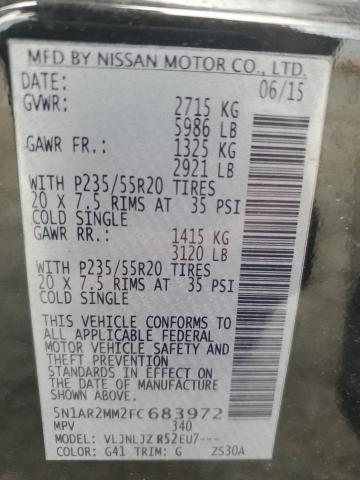 MFD BY NISSAN MOTOR CO., LTD.
DATE: 06/15
GVWR: 2715 KG
5986 LB
GAWR FR.: 1325 KG
2921 LB
WITH P235/55R20 TIRES
20 X 7.5 RIMS AT 35 PSI
COLD SINGLE
GAWR RR.: 1415 KG
3120 LB
WITH P235/55R20 TIRES
20 X 7.5 RIMS AT 35 PSI
COLD SINGLE
THIS VEHICLE CONFORMS TO
ALL APPLICABLE FEDERAL
MOTOR VEHICLE SAFETY AND
THEFT PREVENTION
STANDARDS IN EFFECT ON THE
DATE OF MANUFACTURE
SHOWN ABOVE.
5N1AR2MM2FC683972
MPV 340
MODEL: VLJNLJZ R52EU7---
COLOR: G41 TRIM: G ZS30A